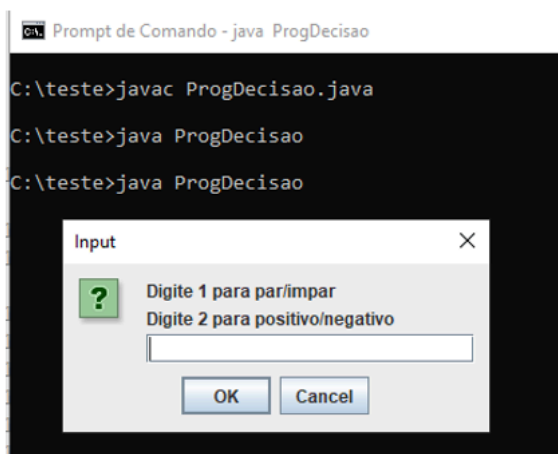 Prompt de Comando - java ProgDecisao
C:\teste>javac ProgDecisao.java
C:\teste>java ProgDecisao
C:\teste>java ProgDecisao
Input
Digite 1 para par/impar
Digite 2 para positivo/negativo
OK
Cancel